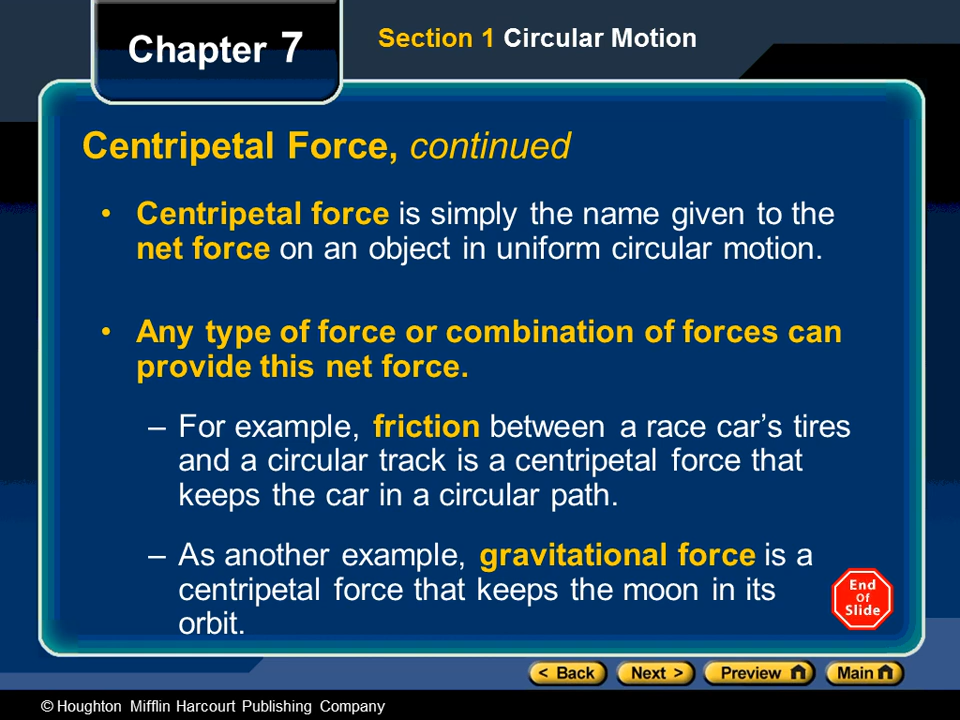 Chapter 7
Section 1 Circular Motion
Centripetal Force, continued
• Centripetal force is simply the name given to the
net force on an object in uniform circular motion.
• Any type of force or combination of forces can
provide this net force.
– For example, friction between a race car’s tires
and a circular track is a centripetal force that
keeps the car in a circular path.
– As another example, gravitational force is a
centripetal force that keeps the moon in its
orbit.
End
Of
Slide
< Back
Next >
Preview
Main
© Houghton Mifflin Harcourt Publishing Company